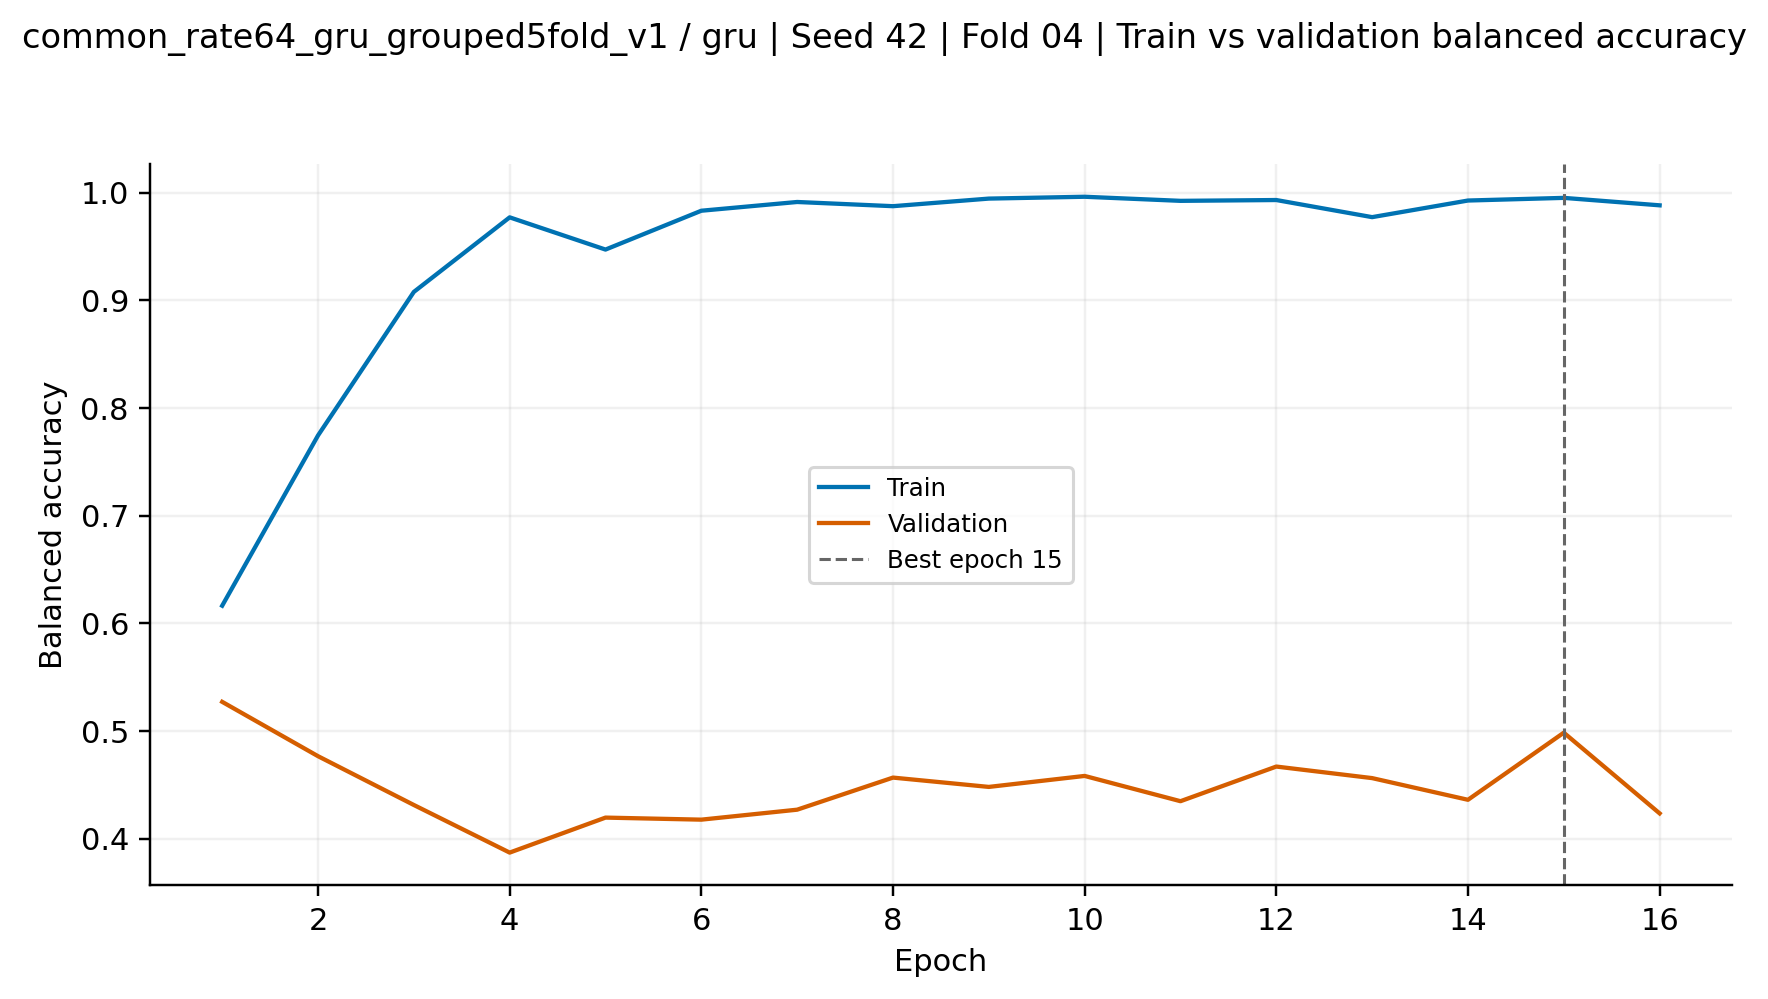 common_rate64_gru_grouped5fold_v1 / gru | Seed 42 | Fold 04 | Train vs validation balanced accuracy
1.0
0.9
0.8
0.7
0.6
0.5
0.4
Balanced accuracy
Train
Validation
Best epoch 15
2 4 6 8 10 12 14 16
Epoch